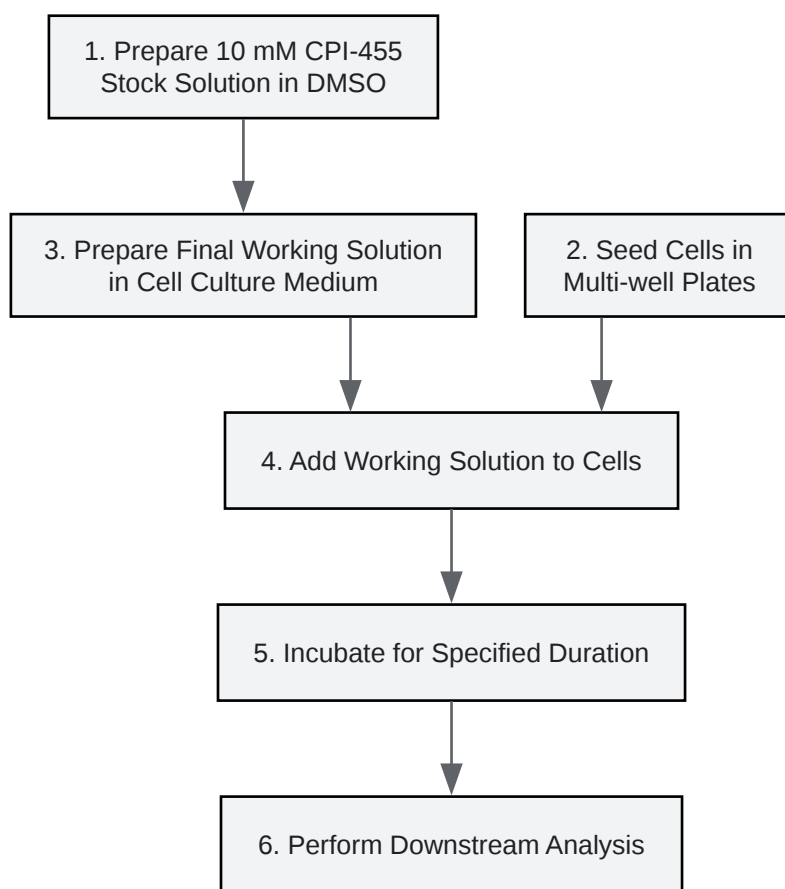 1. Prepare 10 mM CPI-455
Stock Solution in DMSO
3. Prepare Final Working Solution
in Cell Culture Medium
2. Seed Cells in
Multi-well Plates
4. Add Working Solution to Cells
5. Incubate for Specified Duration
6. Perform Downstream Analysis